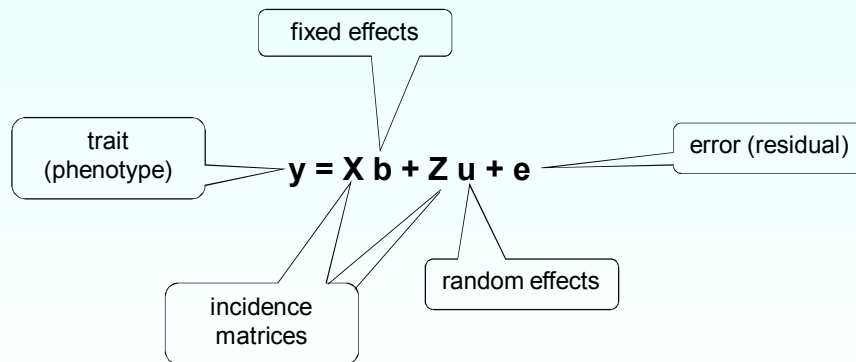 fixed effects
trait
(phenotype)
y = X b + Z u + e
error (residual)
incidence
matrices
random effects